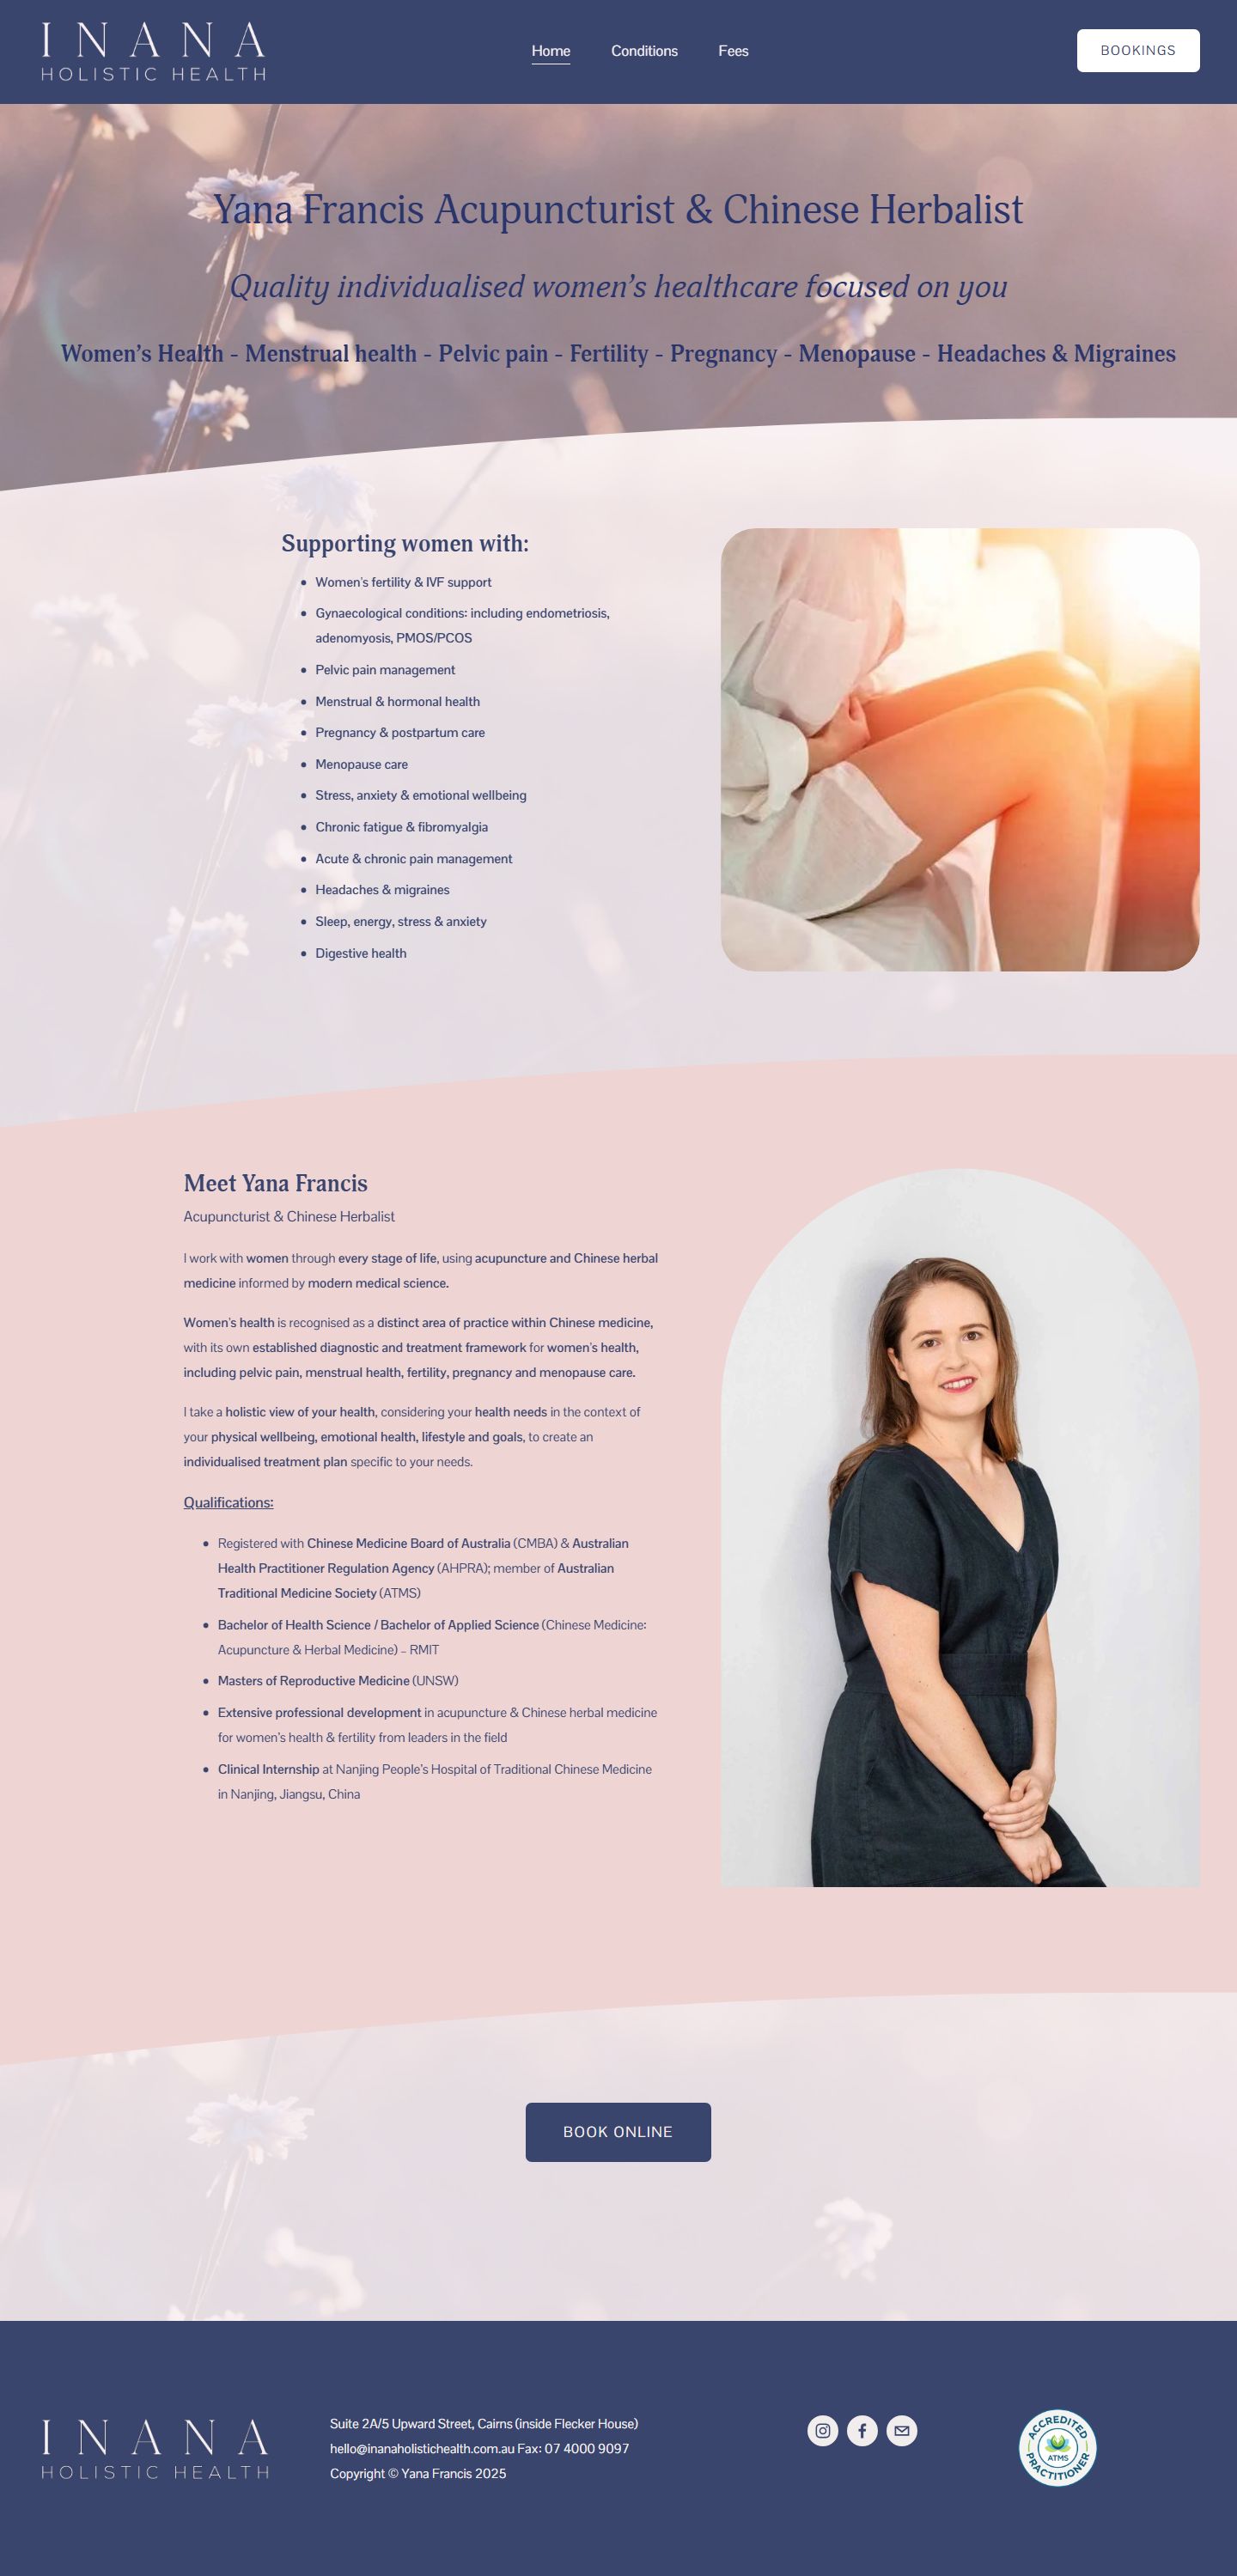 INANA
HOLISTIC HEALTH
Home
Conditions
Fees
BOOKINGS
Yana Francis Acupuncturist & Chinese Herbalist
Quality individualised women’s healthcare focused on you
Women’s Health - Menstrual health - Pelvic pain - Fertility - Pregnancy - Menopause - Headaches & Migraines
Supporting women with:
• Women's fertility & IVF support
• Gynaecological conditions: including endometriosis,
adenomyosis, PMOS/PCOS
• Pelvic pain management
• Menstrual & hormonal health
• Pregnancy & postpartum care
• Menopause care
• Stress, anxiety & emotional wellbeing
• Chronic fatigue & fibromyalgia
• Acute & chronic pain management
• Headaches & migraines
• Sleep, energy, stress & anxiety
• Digestive health
Meet Yana Francis
Acupuncturist & Chinese Herbalist
I work with women through every stage of life, using acupuncture and Chinese herbal
medicine informed by modern medical science.
Women's health is recognised as a distinct area of practice within Chinese medicine,
with its own established diagnostic and treatment framework for women's health,
including pelvic pain, menstrual health, fertility, pregnancy and menopause care.
I take a holistic view of your health, considering your health needs in the context of
your physical wellbeing, emotional health, lifestyle and goals, to create an
individualised treatment plan specific to your needs.
Qualifications:
• Registered with Chinese Medicine Board of Australia (CMBA) & Australian
Health Practitioner Regulation Agency (AHPRA); member of Australian
Traditional Medicine Society (ATMS)
• Bachelor of Health Science / Bachelor of Applied Science (Chinese Medicine:
Acupuncture & Herbal Medicine) – RMIT
• Masters of Reproductive Medicine (UNSW)
• Extensive professional development in acupuncture & Chinese herbal medicine
for women's health & fertility from leaders in the field
• Clinical Internship at Nanjing People's Hospital of Traditional Chinese Medicine
in Nanjing, Jiangsu, China
BOOK ONLINE
INANA
HOLISTIC HEALTH
Suite 2A/5 Upward Street, Cairns (inside Flecker House)
hello@inanaholistichealth.com.au Fax: 07 4000 9097
Copyright © Yana Francis 2025
ACCREDITED
ATMS
PRACTITIONER